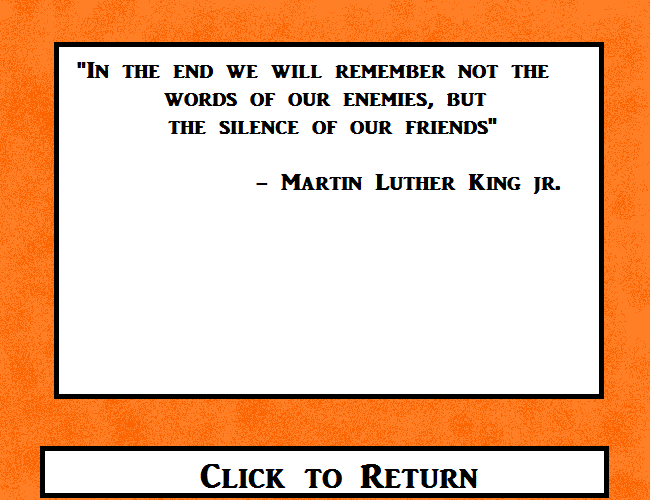 "In the end we will remember not the
words of our enemies, but
the silence of our friends"
– Martin Luther King jr.
Click to Return